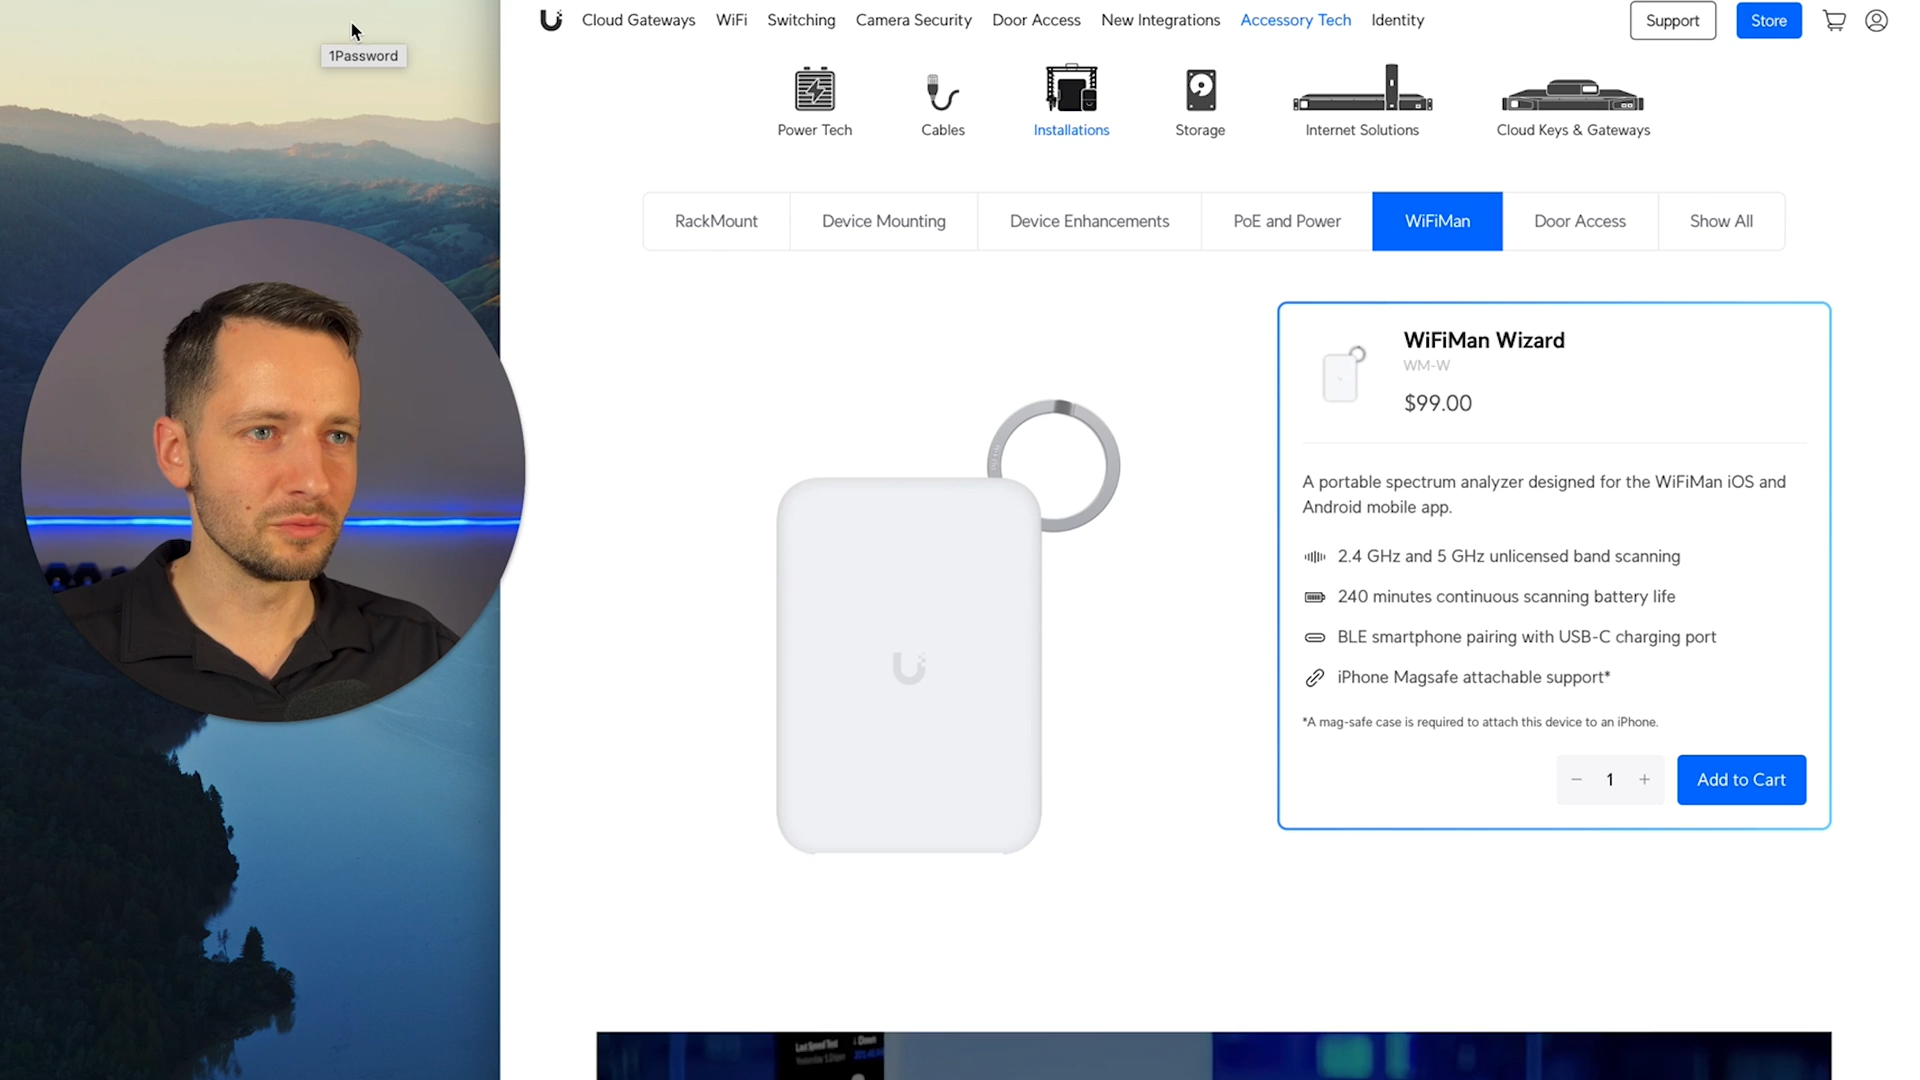 1Password
Cloud Gateways WiFi Switching Camera Security Door Access New Integrations Accessory Tech Identity
Support Store
Power Tech Cables Installations Storage Internet Solutions Cloud Keys & Gateways
RackMount Device Mounting Device Enhancements PoE and Power WiFiMan Door Access Show All
WiFiMan Wizard
WM-W
$99.00
A portable spectrum analyzer designed for the WiFiMan iOS and
Android mobile app.
2.4 GHz and 5 GHz unlicensed band scanning
240 minutes continuous scanning battery life
BLE smartphone pairing with USB-C charging port
iPhone Magsafe attachable support*
*A mag-safe case is required to attach this device to an iPhone.
− 1 + Add to Cart
Last Speed Test
↓ Down